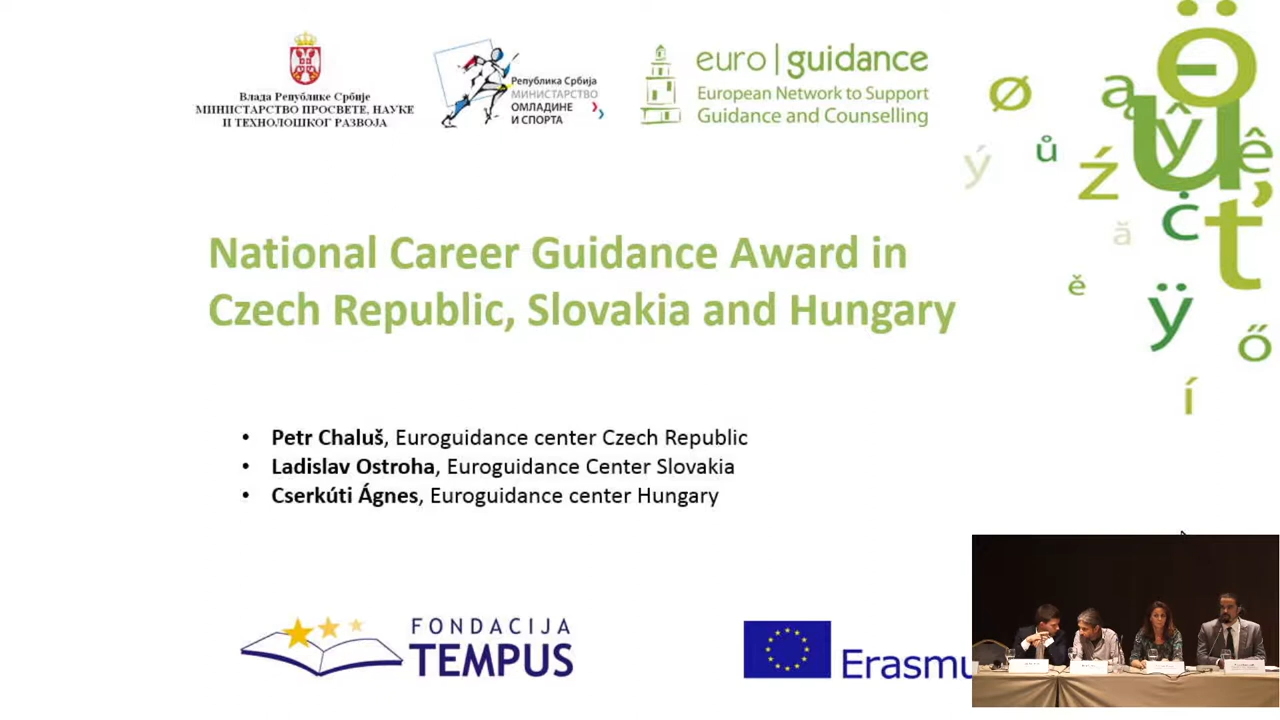 Влада Републике Србије
МИНИСТАРСТВО ПРОСВЕТЕ, НАУКЕ
И ТЕХНОЛОШКОГ РАЗВОЈА
Република Србија
МИНИСТАРСТВО
ОМЛАДИНЕ
И СПОРТА
euro|guidance
European Network to Support
Guidance and Counselling
ö ø a u ŷ ê ů ý ź ċ ť ă ě ÿ ő í
National Career Guidance Award in
Czech Republic, Slovakia and Hungary
• Petr Chaluš, Euroguidance center Czech Republic
• Ladislav Ostroha, Euroguidance Center Slovakia
• Cserkúti Ágnes, Euroguidance center Hungary
FONDACIJA
TEMPUS
Erasmu